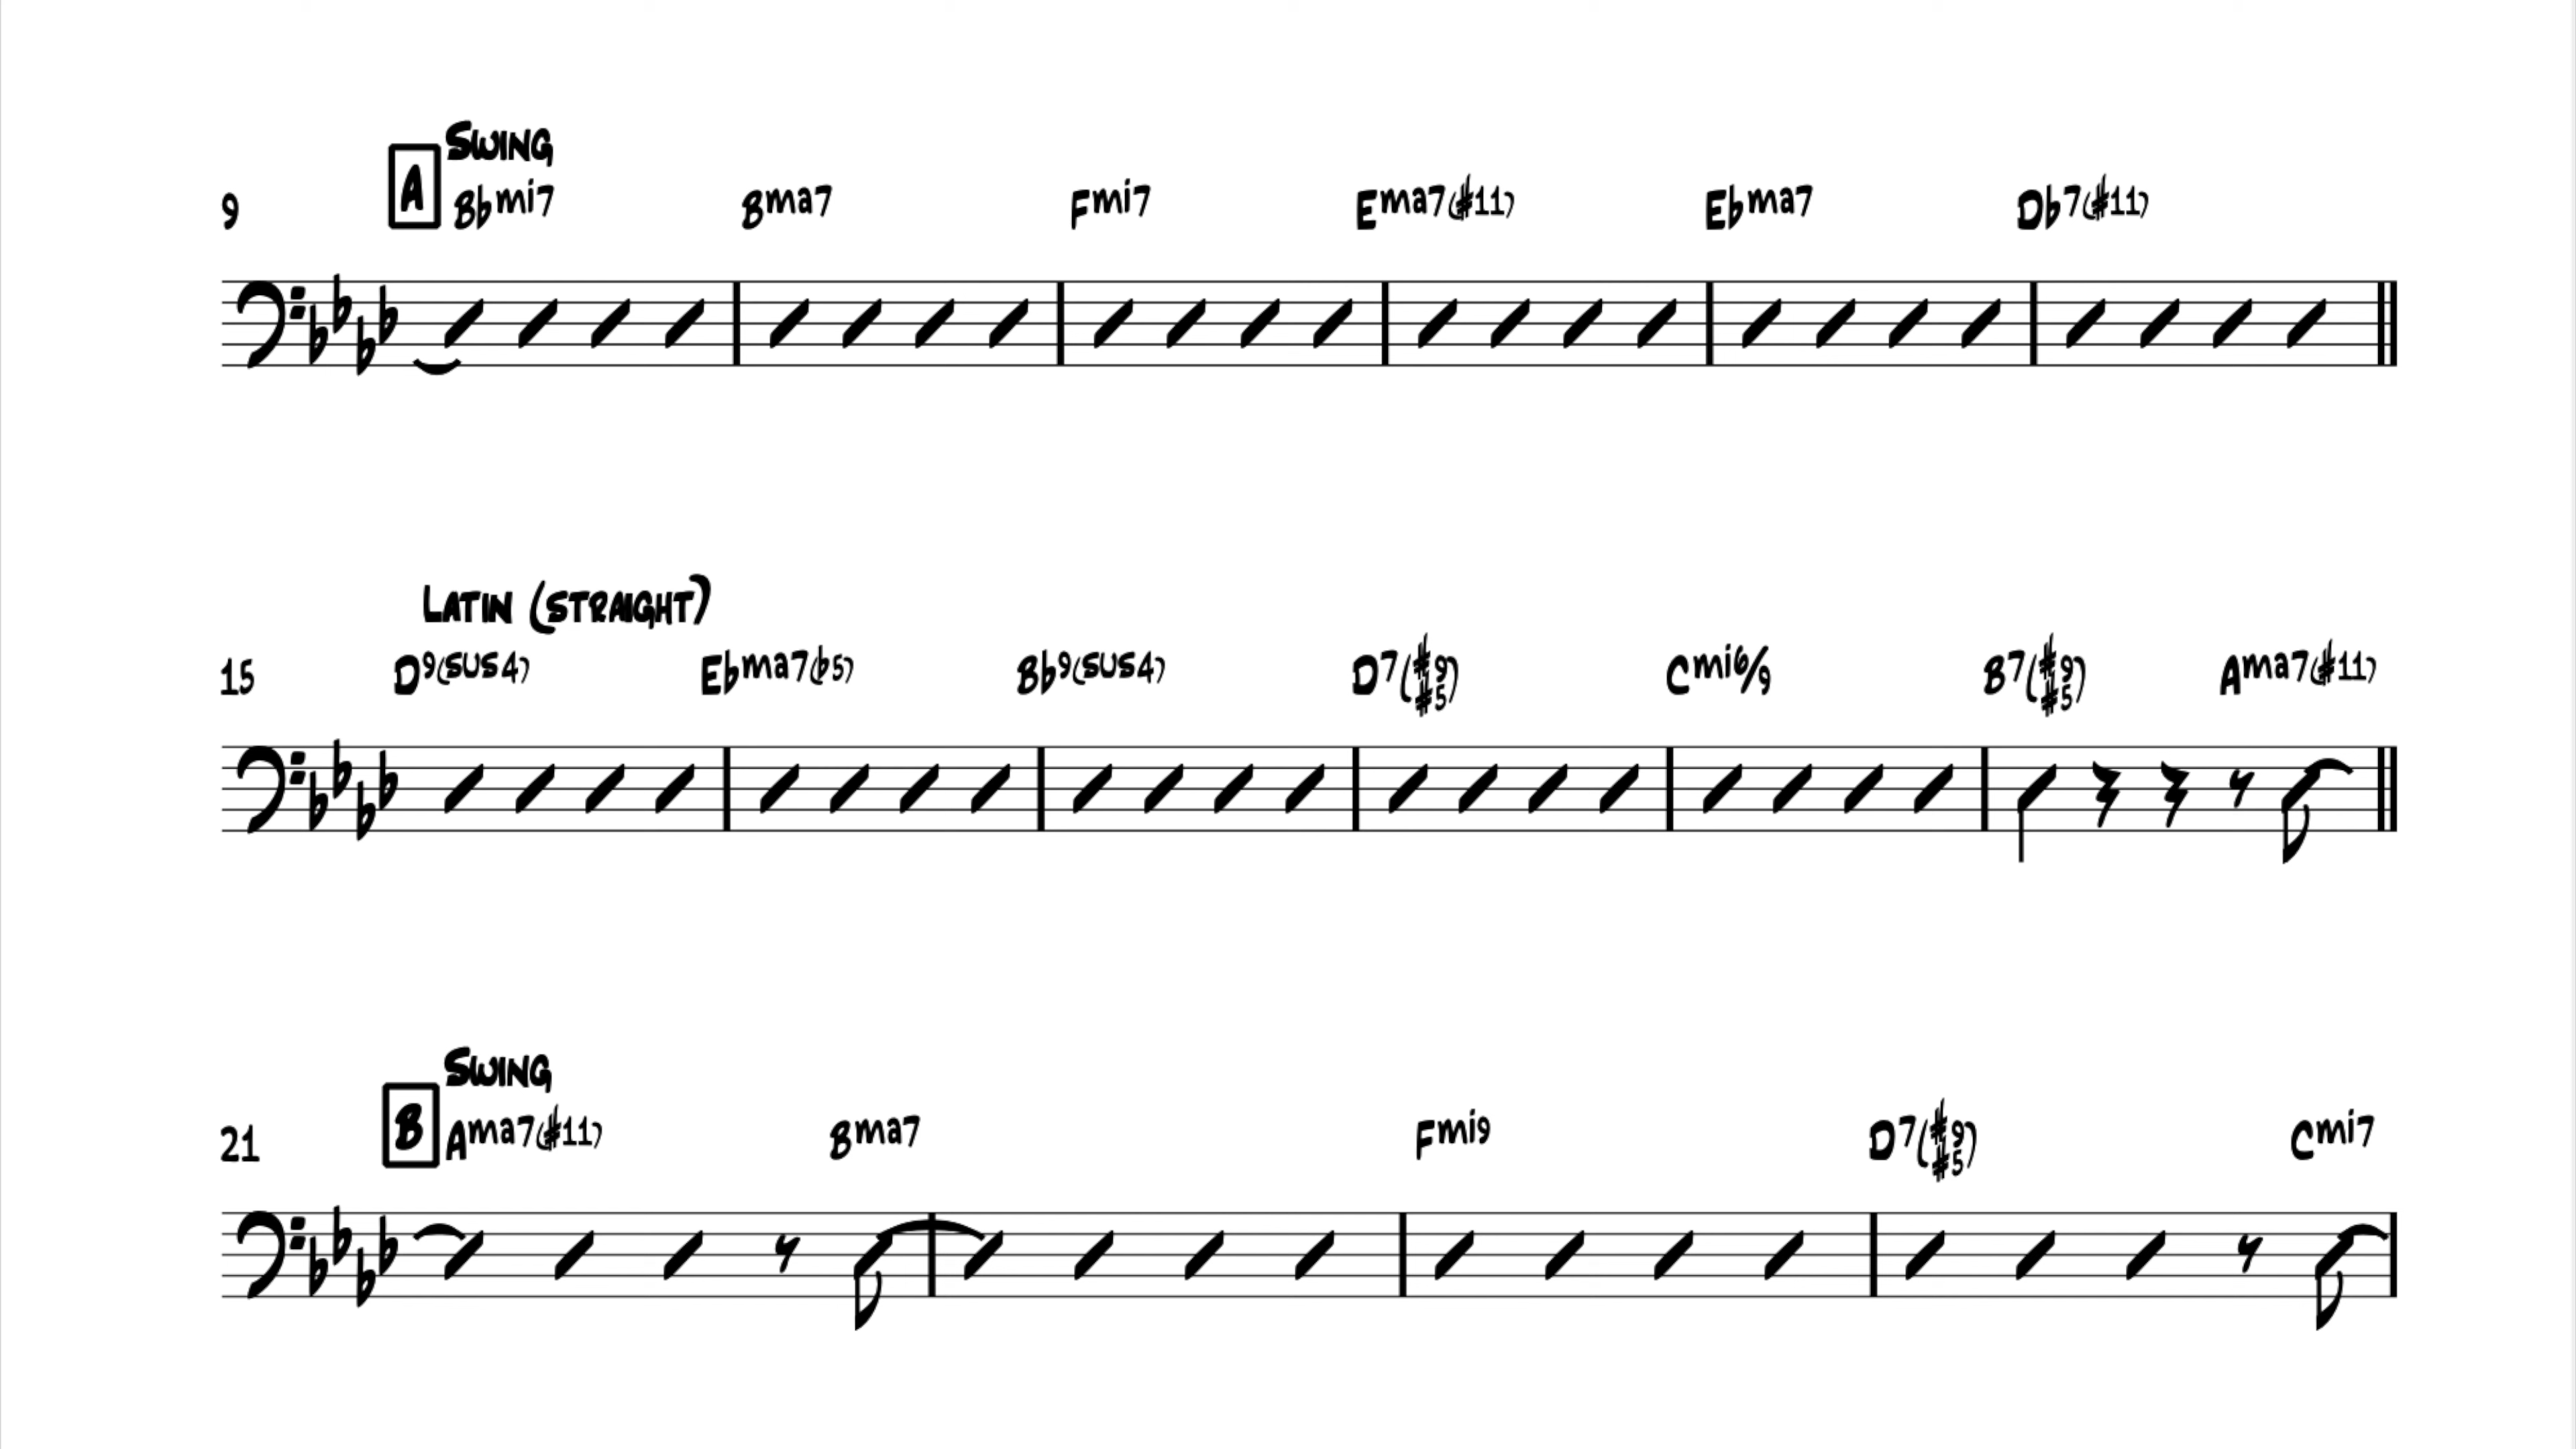 Swing
9 A Bbmi7 Bma7 Fmi7 Ema7(#11) Ebma7 Db7(#11)
Latin (straight)
15 D9(sus4) Ebma7(b5) Bb9(sus4) D7(#9#5) Cmi6/9 B7(#9#5) Ama7(#11)
Swing
21 B Ama7(#11) Bma7 Fmi9 D7(#9#5) Cmi7